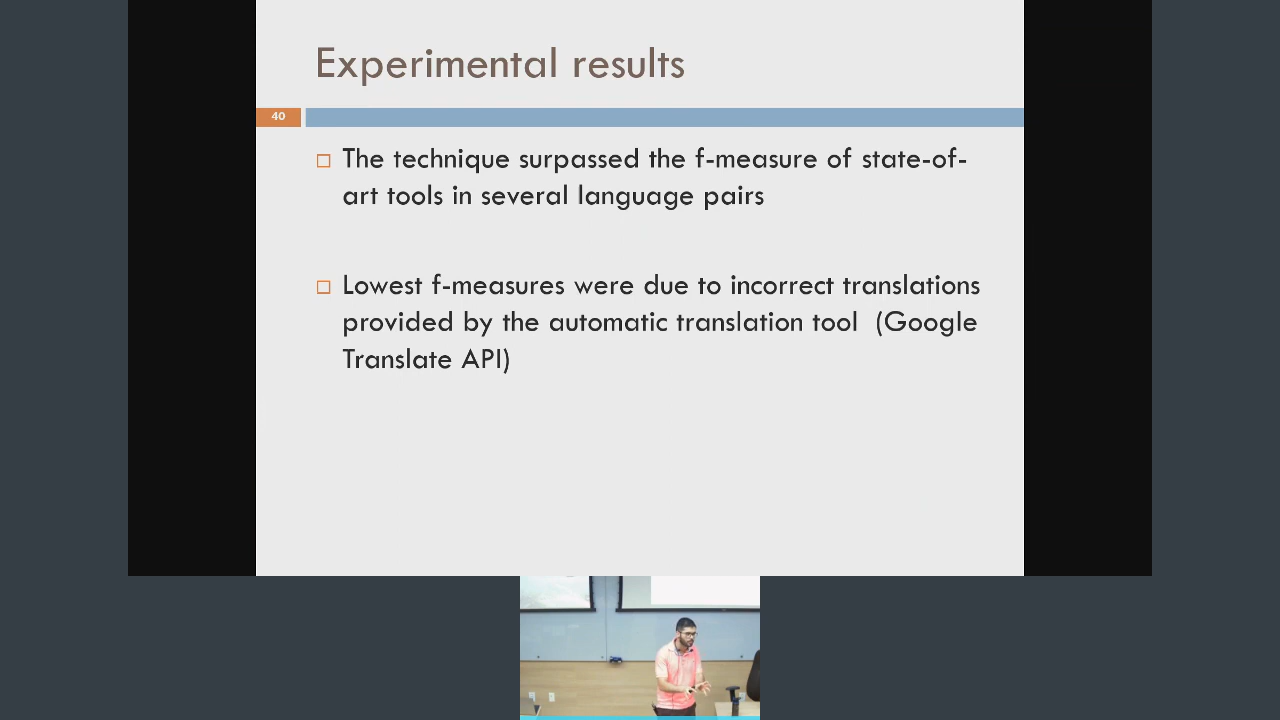 Experimental results
40
The technique surpassed the f-measure of state-of-
art tools in several language pairs
Lowest f-measures were due to incorrect translations
provided by the automatic translation tool (Google
Translate API)